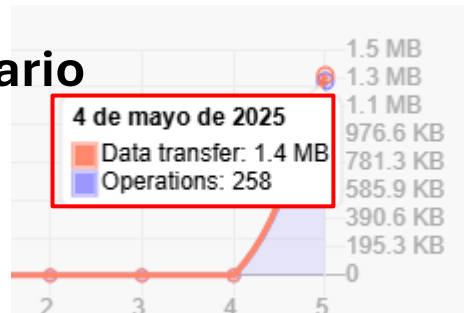 ario
4 de mayo de 2025
Data transfer: 1.4 MB
Operations: 258
1.5 MB
1.3 MB
1.1 MB
976.6 KB
781.3 KB
585.9 KB
390.6 KB
195.3 KB
0
2 3 4 5